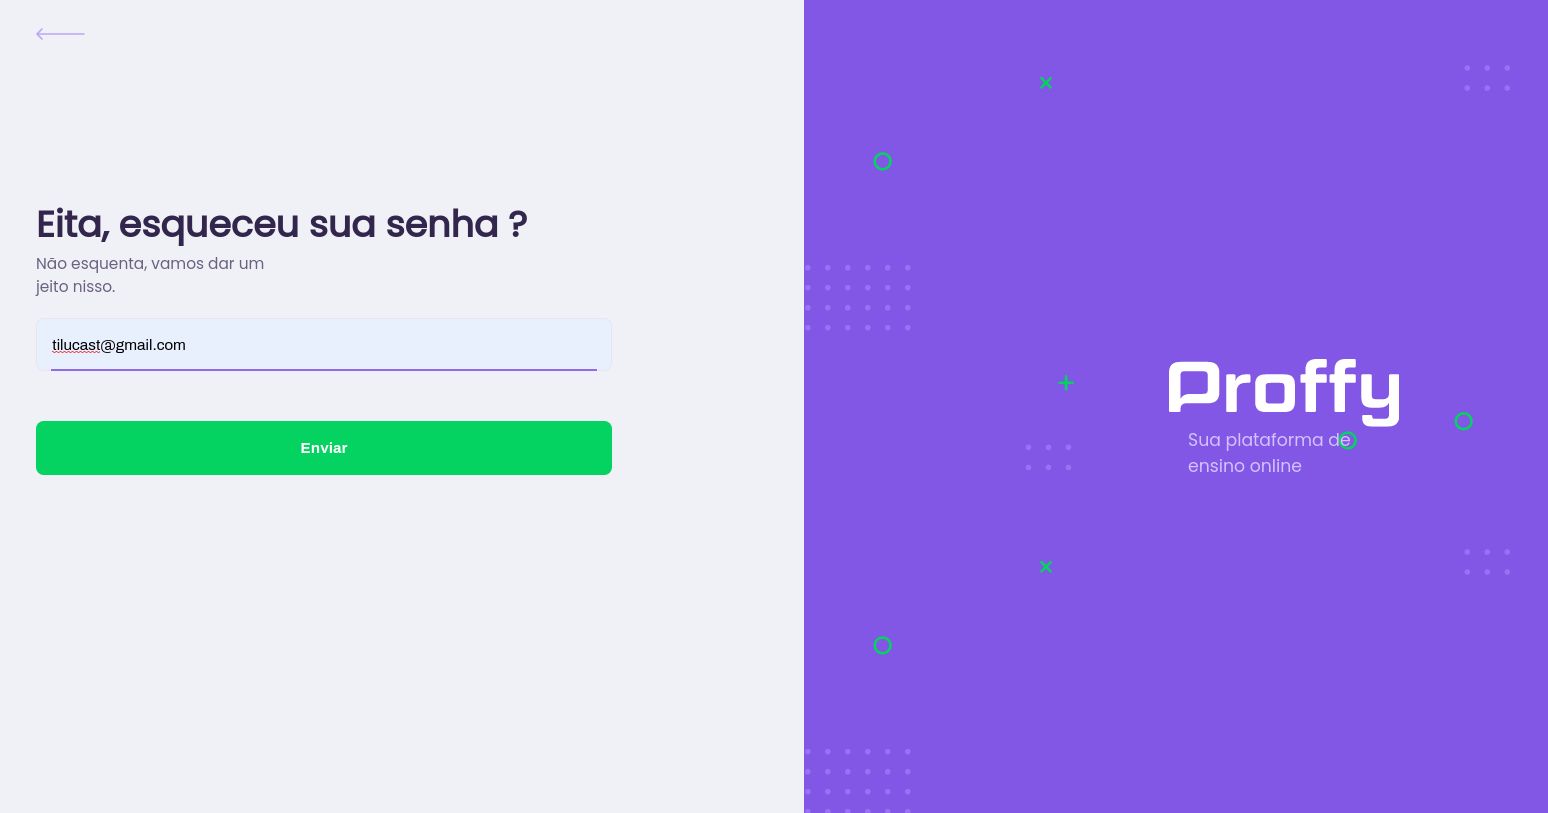 Eita, esqueceu sua senha ?
Não esquenta, vamos dar um
jeito nisso.
tilucast@gmail.com
Enviar
Proffy
Sua plataforma de
ensino online